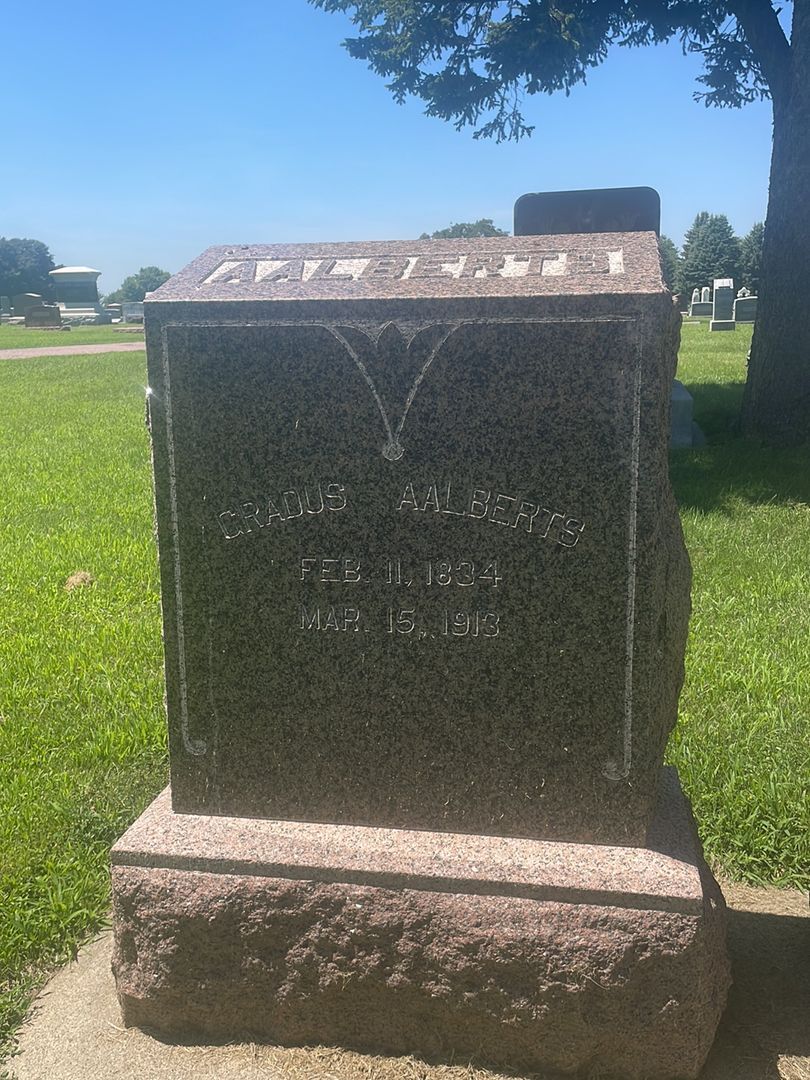 AALBERTS
GRADUS AALBERTS
FEB. 11, 1834
MAR. 15, 1913